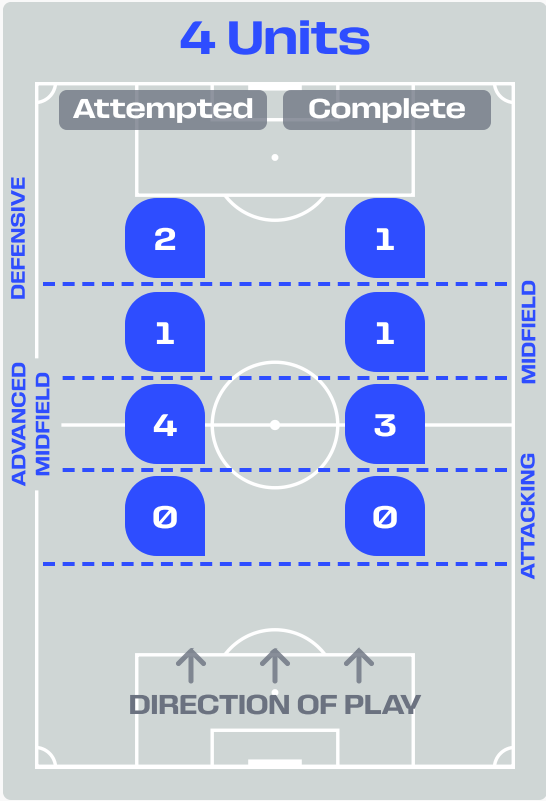 4 Units
Attempted Complete
DEFENSIVE
2 1
MIDFIELD
1 1
ADVANCED
MIDFIELD
4 3
ATTACKING
0 0
DIRECTION OF PLAY